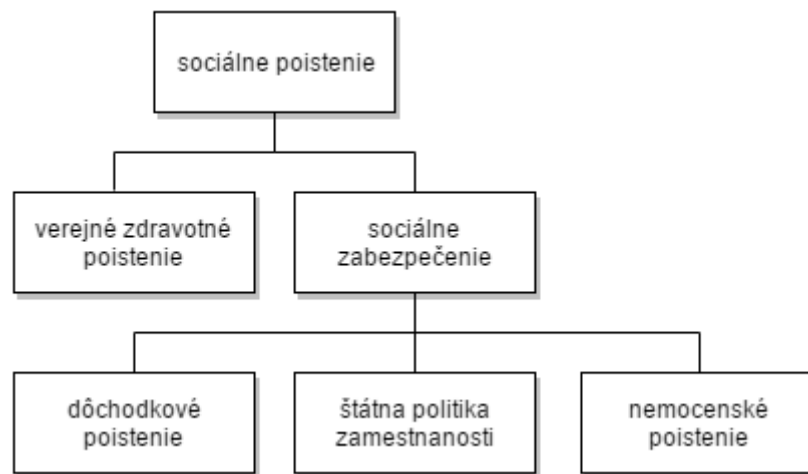 sociálne poistenie
verejné zdravotné
poistenie
sociálne
zabezpečenie
dôchodkové
poistenie
štátna politika
zamestnanosti
nemocenské
poistenie